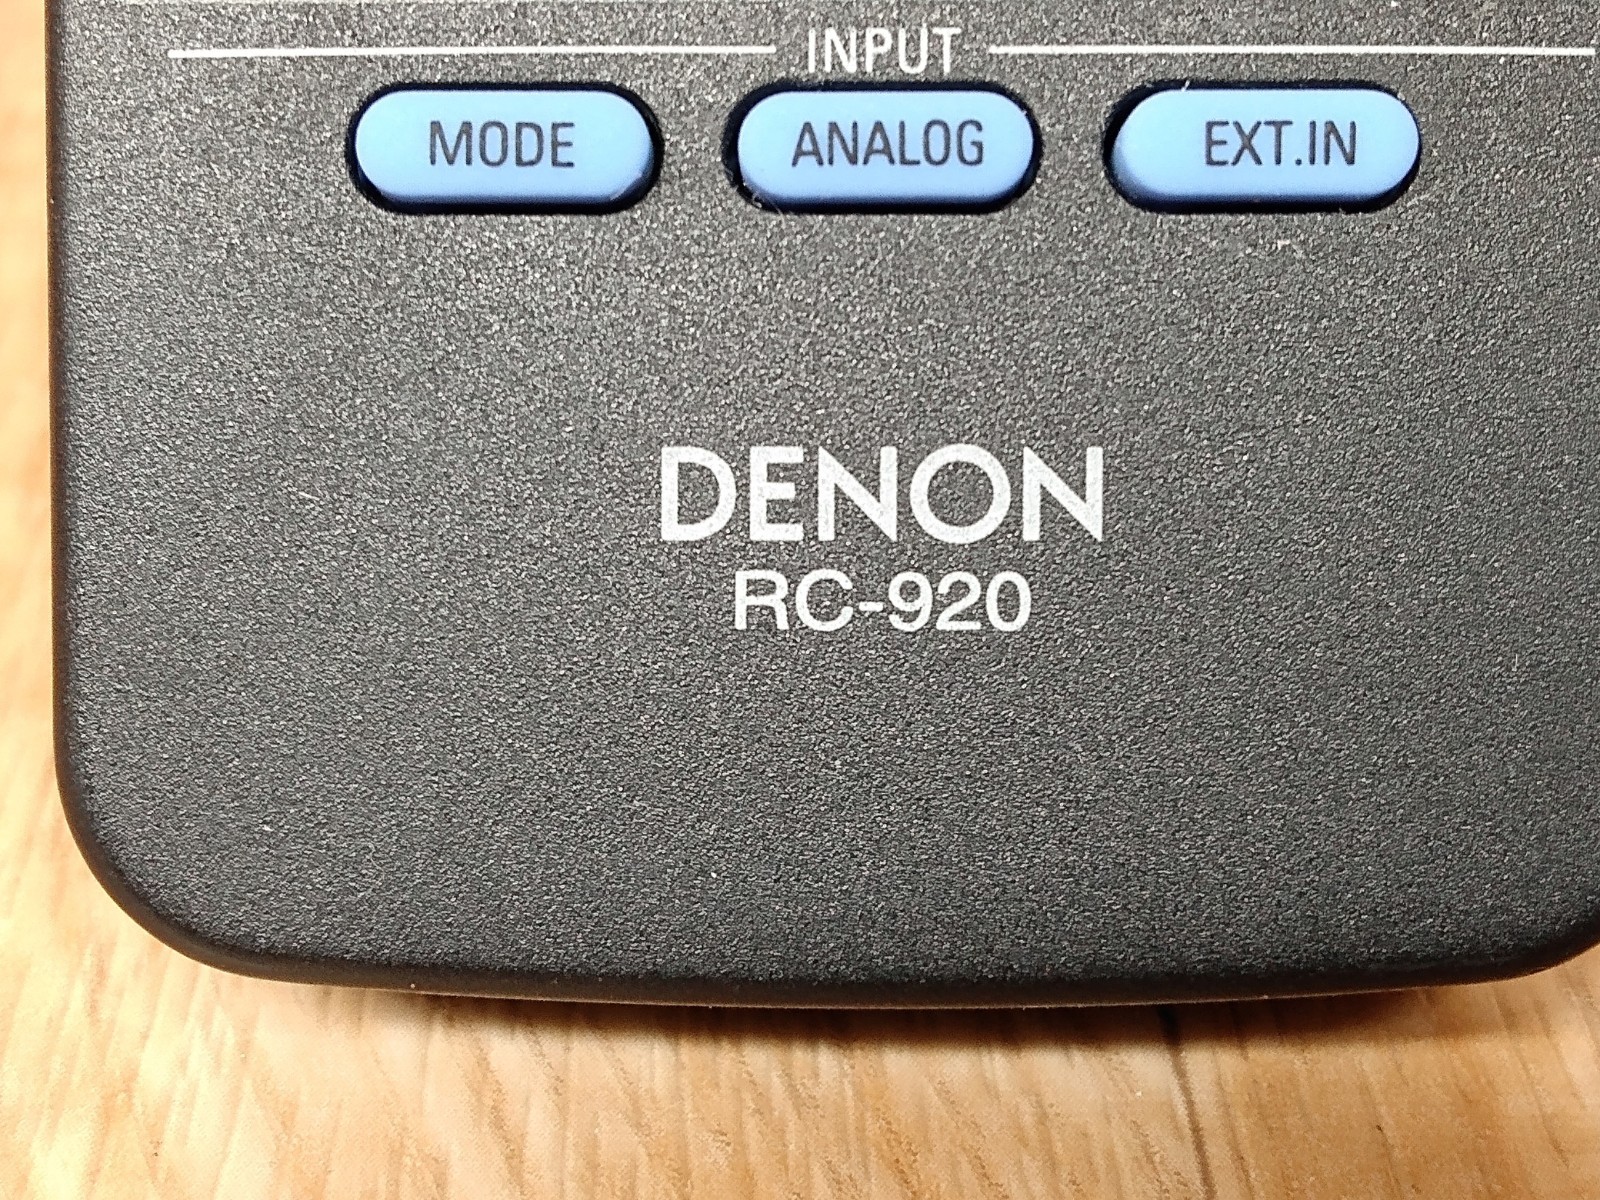 INPUT
MODE ANALOG EXT.IN
DENON
RC-920